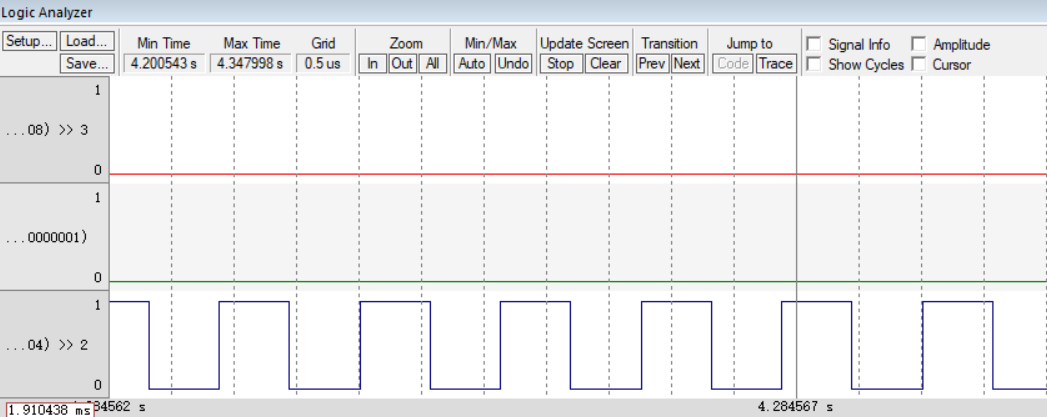 Logic Analyzer
Setup... Load... Min Time Max Time Grid Zoom Min/Max Update Screen Transition Jump to Signal Info Amplitude
Save... 4.200543 s 4.347998 s 0.5 us In Out All Auto Undo Stop Clear Prev Next Code Trace Show Cycles Cursor
1
...08) >> 3
0
1
...0000001)
0
1
...04) >> 2
0
1.910438 ms 84562 s 4.284567 s